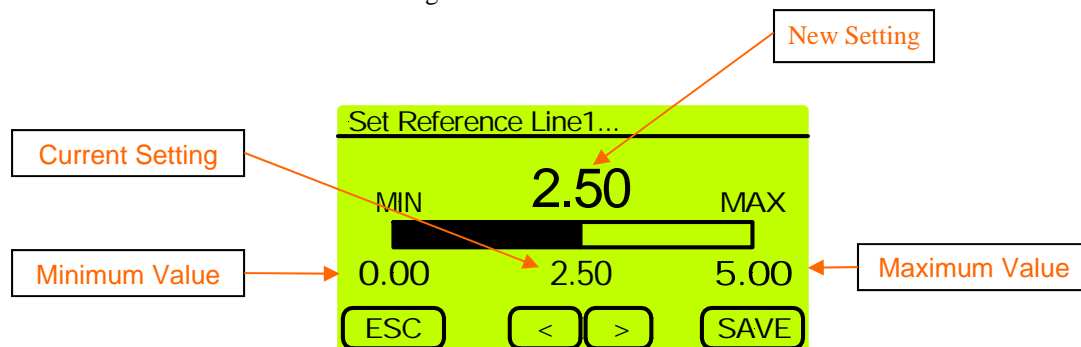 New Setting
Set Reference Line1...
Current Setting
2.50
MIN MAX
Minimum Value 0.00 2.50 5.00 Maximum Value
ESC < > SAVE